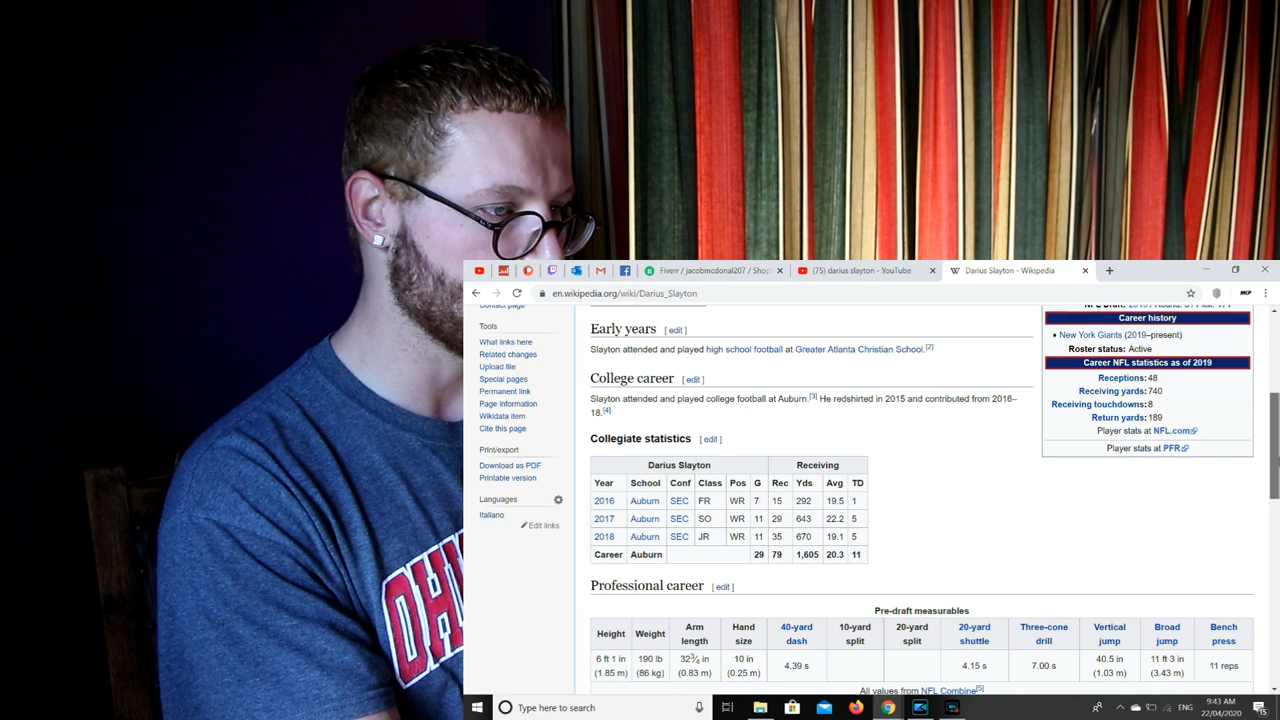 Fiverr / jacobmcdonal207 / Shop
(75) darius slayton - YouTube
Darius Slayton - Wikipedia
en.wikipedia.org/wiki/Darius_Slayton
MCP
Contact page
Tools
What links here
Related changes
Upload file
Special pages
Permanent link
Page information
Wikidata item
Cite this page
Print/export
Download as PDF
Printable version
Languages
Italiano
Edit links
Early years [ edit ]
Slayton attended and played high school football at Greater Atlanta Christian School.[2]
College career [ edit ]
Slayton attended and played college football at Auburn.[3] He redshirted in 2015 and contributed from 2016–
18.[4]
Collegiate statistics [ edit ]
Darius Slayton Receiving
Year School Conf Class Pos G Rec Yds Avg TD
2016 Auburn SEC FR WR 7 15 292 19.5 1
2017 Auburn SEC SO WR 11 29 643 22.2 5
2018 Auburn SEC JR WR 11 35 670 19.1 5
Career Auburn 29 79 1,605 20.3 11
Career history
• New York Giants (2019–present)
Roster status: Active
Career NFL statistics as of 2019
Receptions: 48
Receiving yards: 740
Receiving touchdowns: 8
Return yards: 189
Player stats at NFL.com
Player stats at PFR
Professional career [ edit ]
Pre-draft measurables
Height Weight Arm length Hand size 40-yard dash 10-yard split 20-yard split 20-yard shuttle Three-cone drill Vertical jump Broad jump Bench press
6 ft 1 in 190 lb 32 3⁄4 in 10 in 4.39 s 4.15 s 7.00 s 40.5 in 11 ft 3 in 11 reps
(1.85 m) (86 kg) (0.83 m) (0.25 m) (1.03 m) (3.43 m)
All values from NFL Combine[5]
Type here to search
ENG
9:43 AM
22/04/2020
15